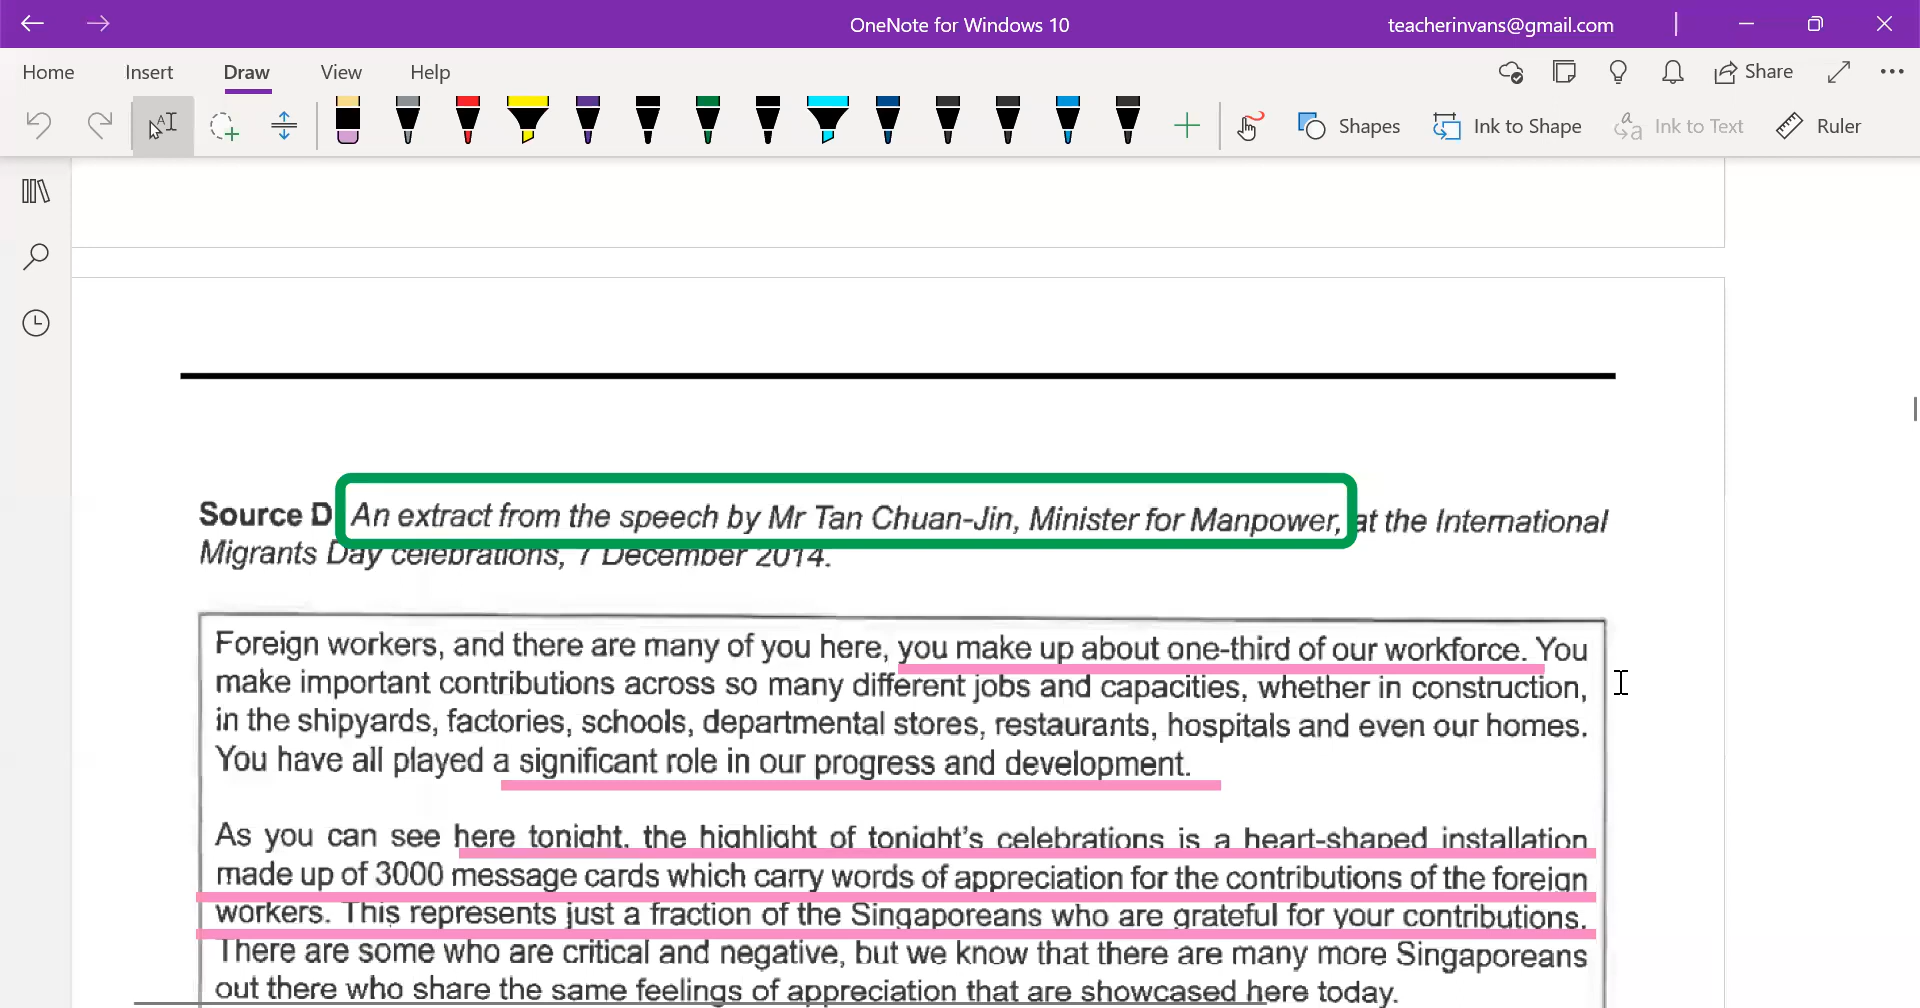 OneNote for Windows 10
teacherinvans@gmail.com
Home Insert Draw View Help
Share
Shapes Ink to Shape Ink to Text Ruler
Source D An extract from the speech by Mr Tan Chuan-Jin, Minister for Manpower, at the International
Migrants Day celebrations, 7 December 2014.
Foreign workers, and there are many of you here, you make up about one-third of our workforce. You
make important contributions across so many different jobs and capacities, whether in construction,
in the shipyards, factories, schools, departmental stores, restaurants, hospitals and even our homes.
You have all played a significant role in our progress and development.
As you can see here tonight, the highlight of tonight's celebrations is a heart-shaped installation
made up of 3000 message cards which carry words of appreciation for the contributions of the foreign
workers. This represents just a fraction of the Singaporeans who are grateful for your contributions.
There are some who are critical and negative, but we know that there are many more Singaporeans
out there who share the same feelings of appreciation that are showcased here today.